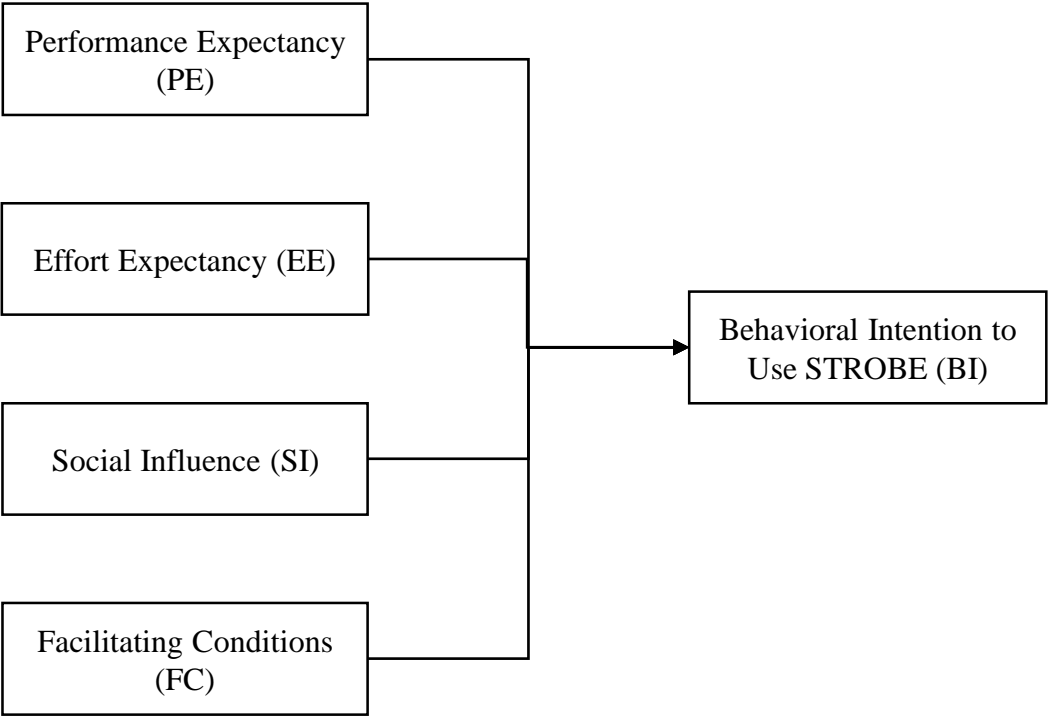 Performance Expectancy
(PE)
Effort Expectancy (EE)
Behavioral Intention to
Use STROBE (BI)
Social Influence (SI)
Facilitating Conditions
(FC)